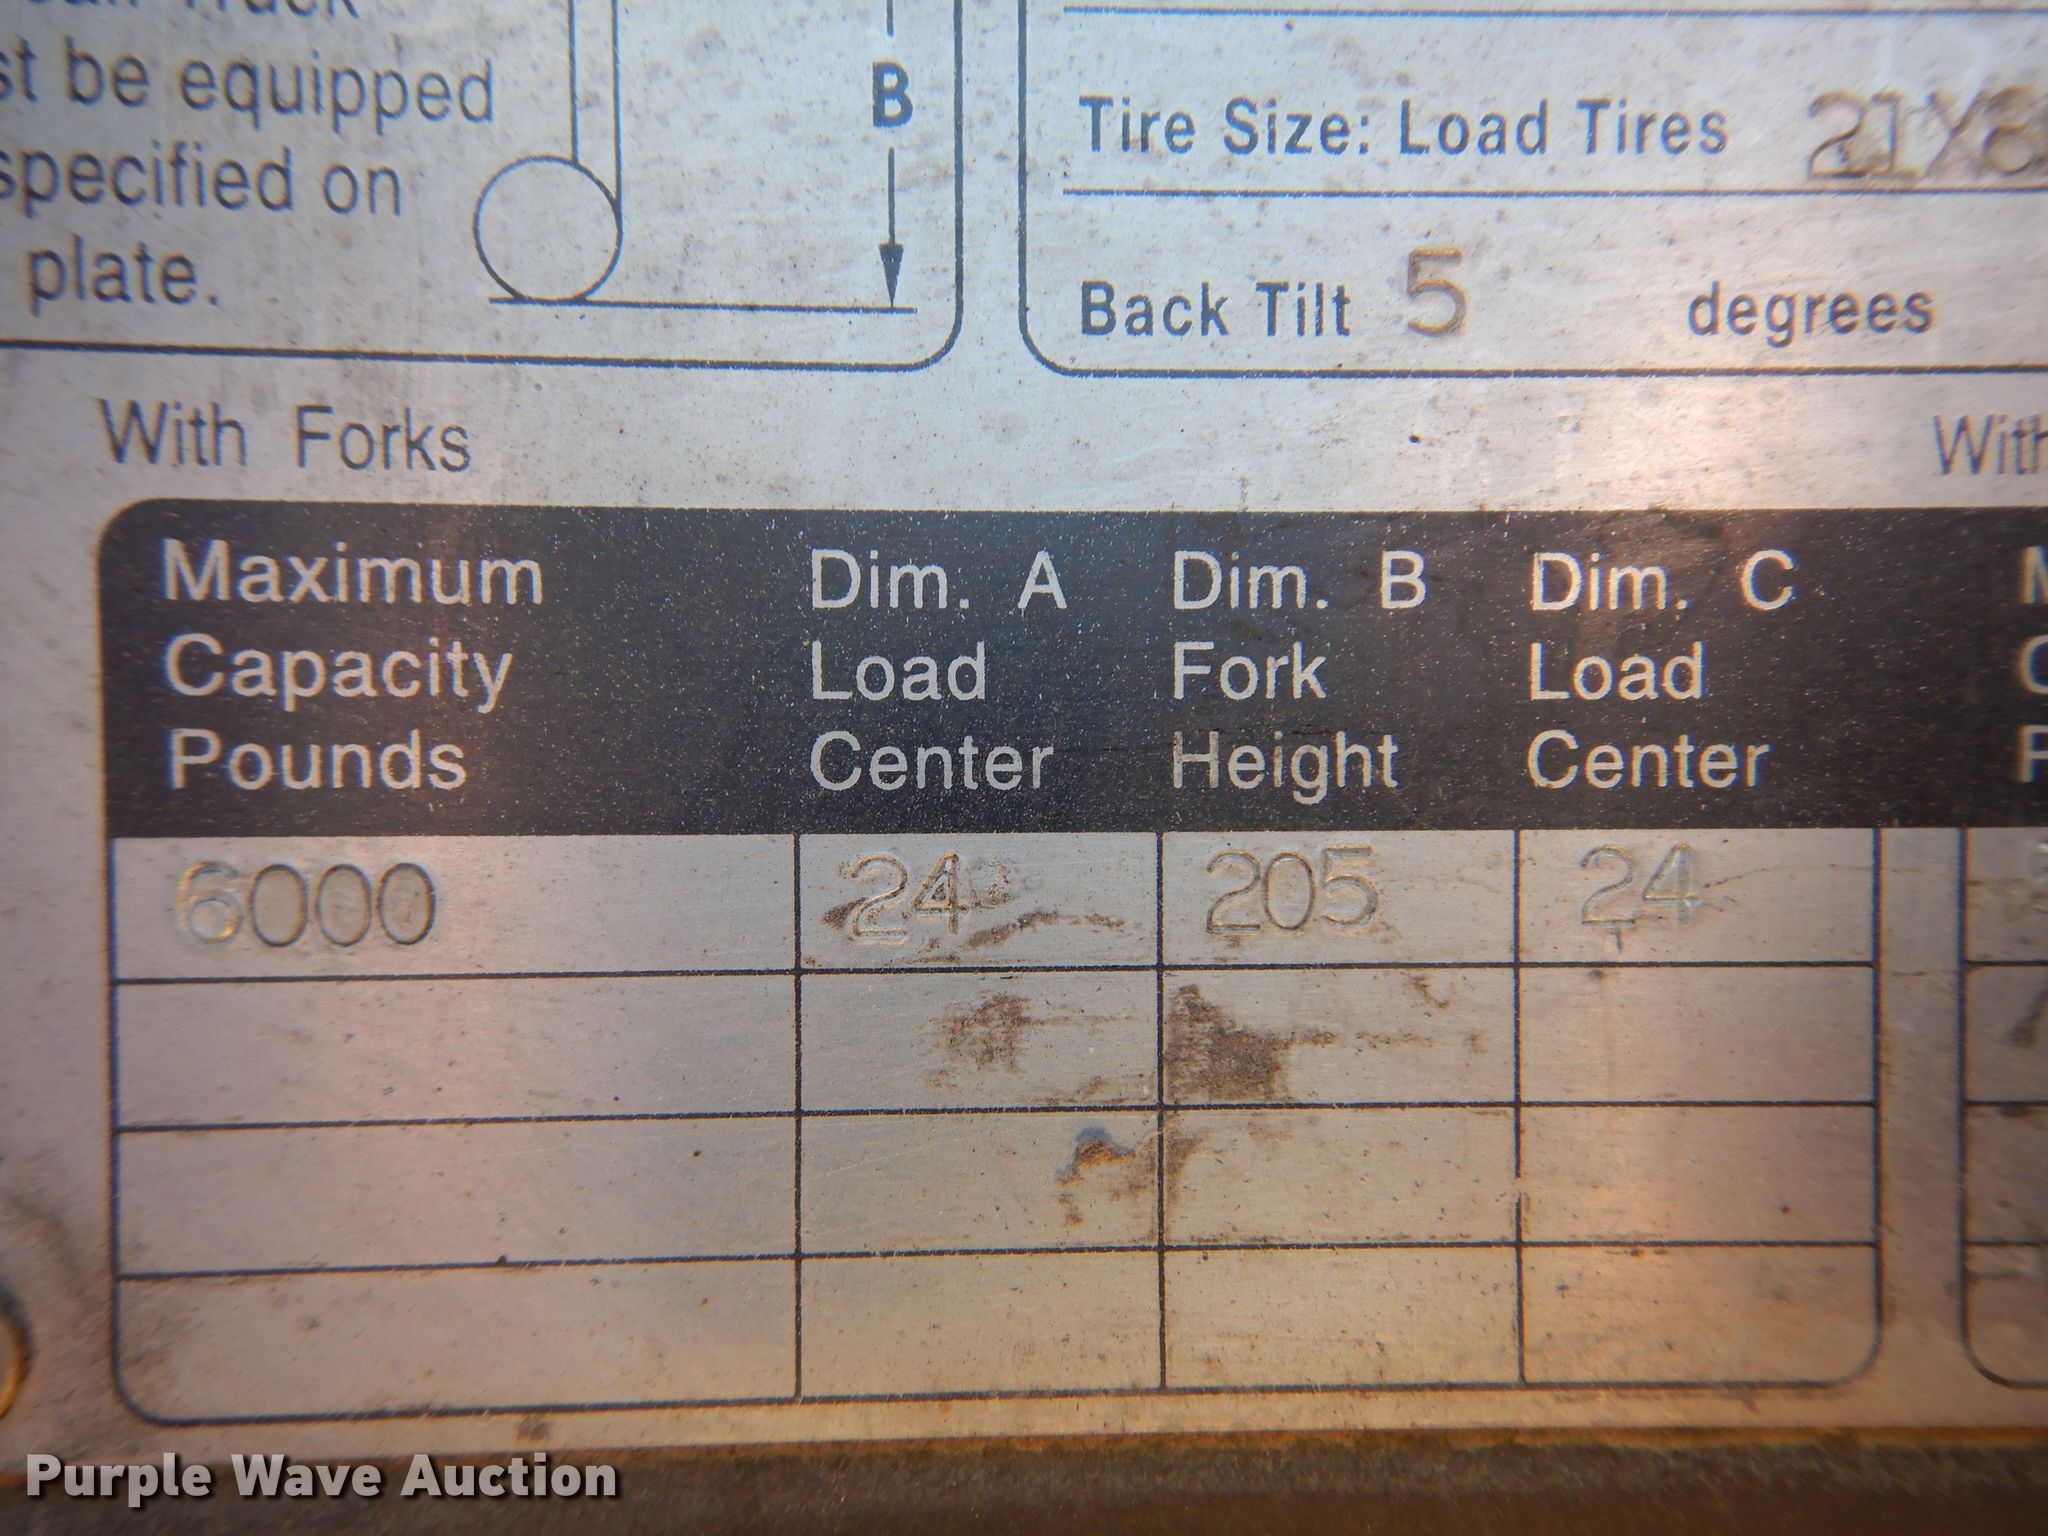 be equipped
specified on
plate.
B
Tire Size: Load Tires 21X8
Back Tilt 5 degrees
With Forks
Maximum Capacity Pounds
Dim. A Load Center
Dim. B Fork Height
Dim. C Load Center
6000 24 205 24
Purple Wave Auction